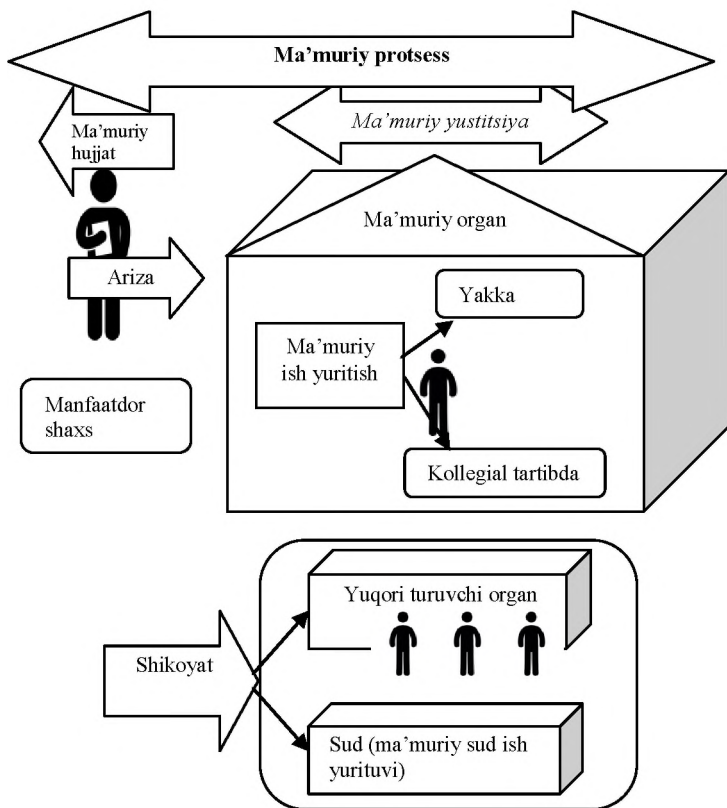 Ma’muriy protsess
Ma’muriy
hujjat
Ma’muriy yustitsiya
Ma’muriy organ
Ariza
Yakka
Ma’muriy
ish yuritish
Manfaatdor
shaxs
Kollegial tartibda
Yuqori turuvchi organ
Shikoyat
Sud (ma’muriy sud ish
yurituvi)